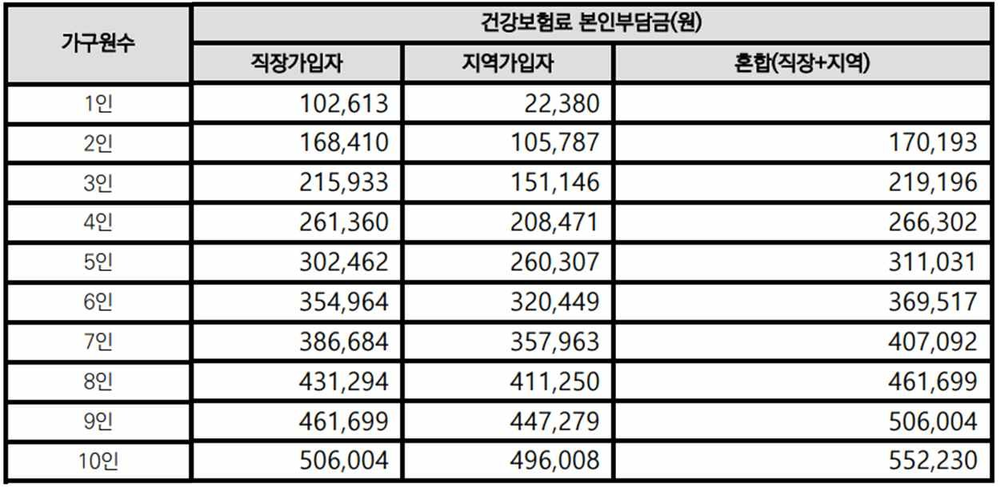 가구원수 건강보험료 본인부담금(원)
직장가입자 지역가입자 혼합(직장+지역)
1인 102,613 22,380
2인 168,410 105,787 170,193
3인 215,933 151,146 219,196
4인 261,360 208,471 266,302
5인 302,462 260,307 311,031
6인 354,964 320,449 369,517
7인 386,684 357,963 407,092
8인 431,294 411,250 461,699
9인 461,699 447,279 506,004
10인 506,004 496,008 552,230